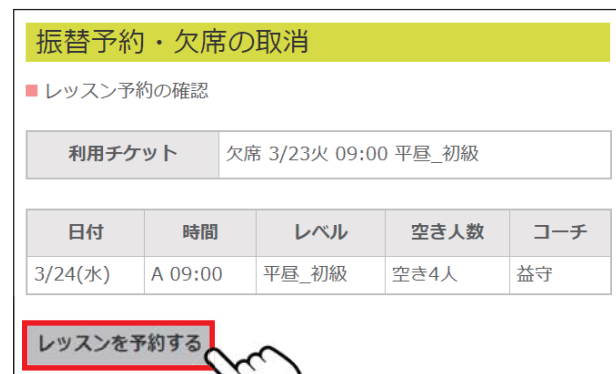 振替予約・欠席の取消
レッスン予約の確認
利用チケット 欠席 3/23火 09:00 平昼_初級
日付 時間 レベル 空き人数 コーチ
3/24(水) A 09:00 平昼_初級 空き4人 益守
レッスンを予約する